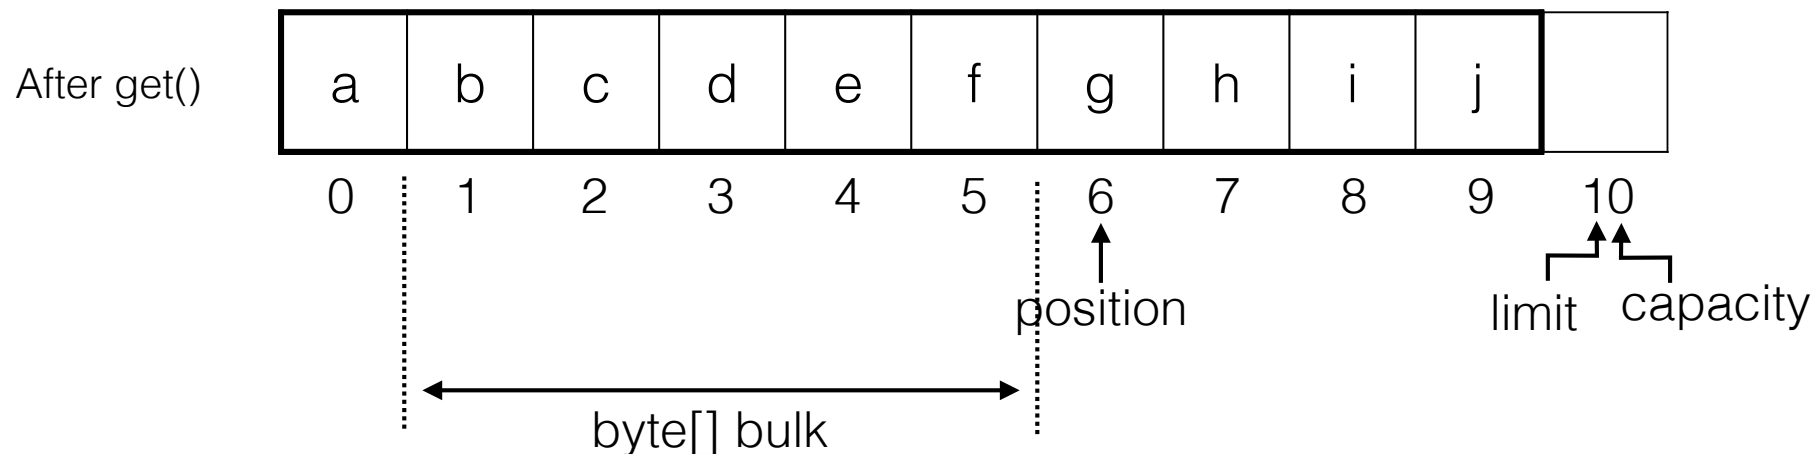 After get() a b c d e f g h i j
0 1 2 3 4 5 6 7 8 9 10
position limit capacity
byte[] bulk